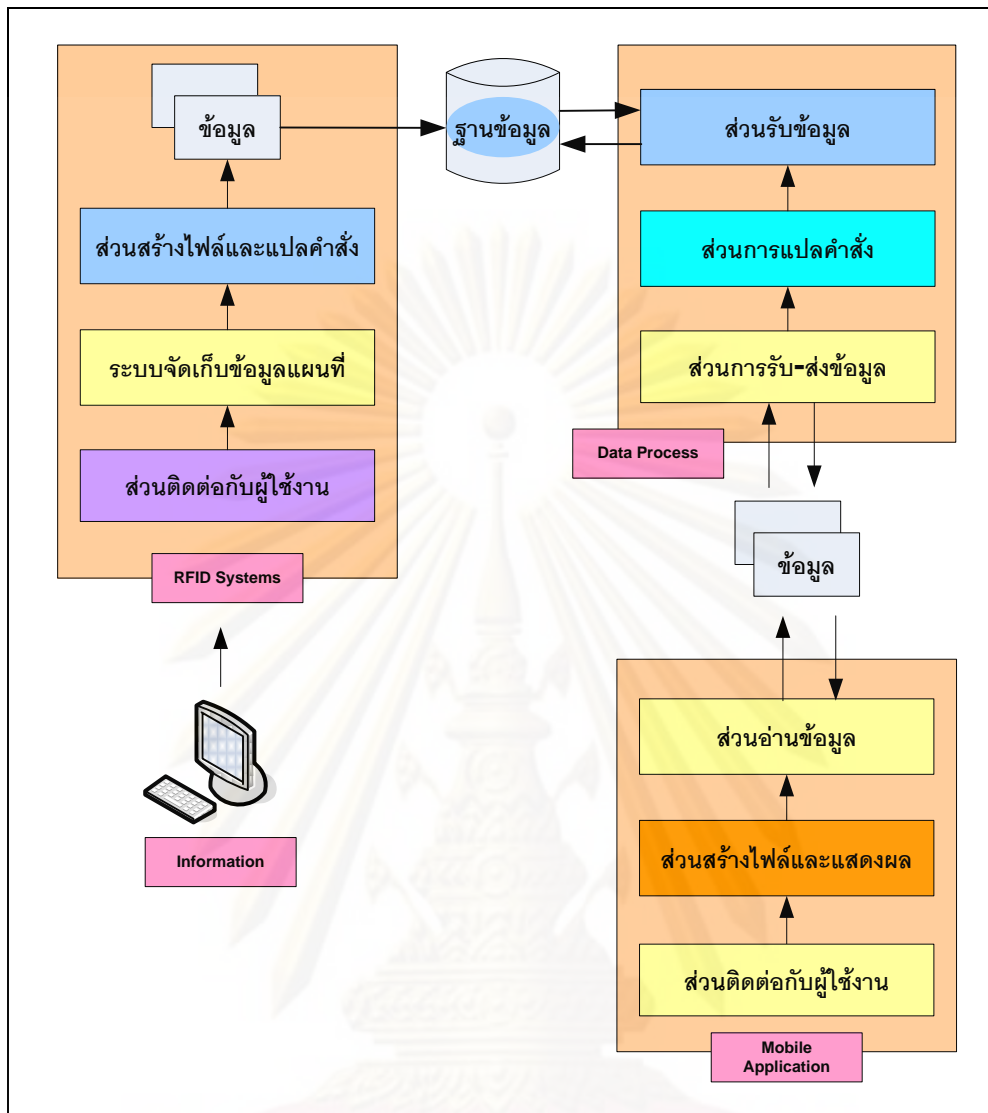 ข้อมูล
ส่วนสร้างไฟล์และแปลคำสั่ง
ระบบจัดเก็บข้อมูลแผนที่
ส่วนติดต่อกับผู้ใช้งาน
RFID Systems
Information
ฐานข้อมูล
ส่วนรับข้อมูล
ส่วนการแปลคำสั่ง
ส่วนการรับ-ส่งข้อมูล
Data Process
ข้อมูล
ส่วนอ่านข้อมูล
ส่วนสร้างไฟล์และแสดงผล
ส่วนติดต่อกับผู้ใช้งาน
Mobile
Application